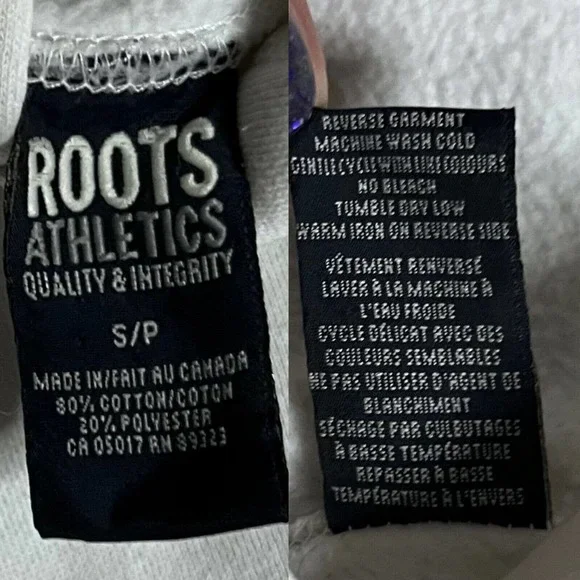 ROOTS
ATHLETICS
QUALITY & INTEGRITY
S/P
MADE IN/FAIT AU CANADA
80% COTTON/COTON
20% POLYESTER
CA 05017 RN 89323
REVERSE GARMENT
MACHINE WASH COLD
GENTLE CYCLE WITH LIKE COLOURS
NO BLEACH
TUMBLE DRY LOW
WARM IRON ON REVERSE SIDE
VÊTEMENT RENVERSÉ
LAVER À LA MACHINE À
L'EAU FROIDE
CYCLE DÉLICAT AVEC DES
COULEURS SEMBLABLES
NE PAS UTILISER D'AGENT DE
BLANCHIMENT
SÉCHAGE PAR CULBUTAGES
À BASSE TEMPÉRATURE
REPASSER À BASSE
TEMPÉRATURE À L'ENVERS